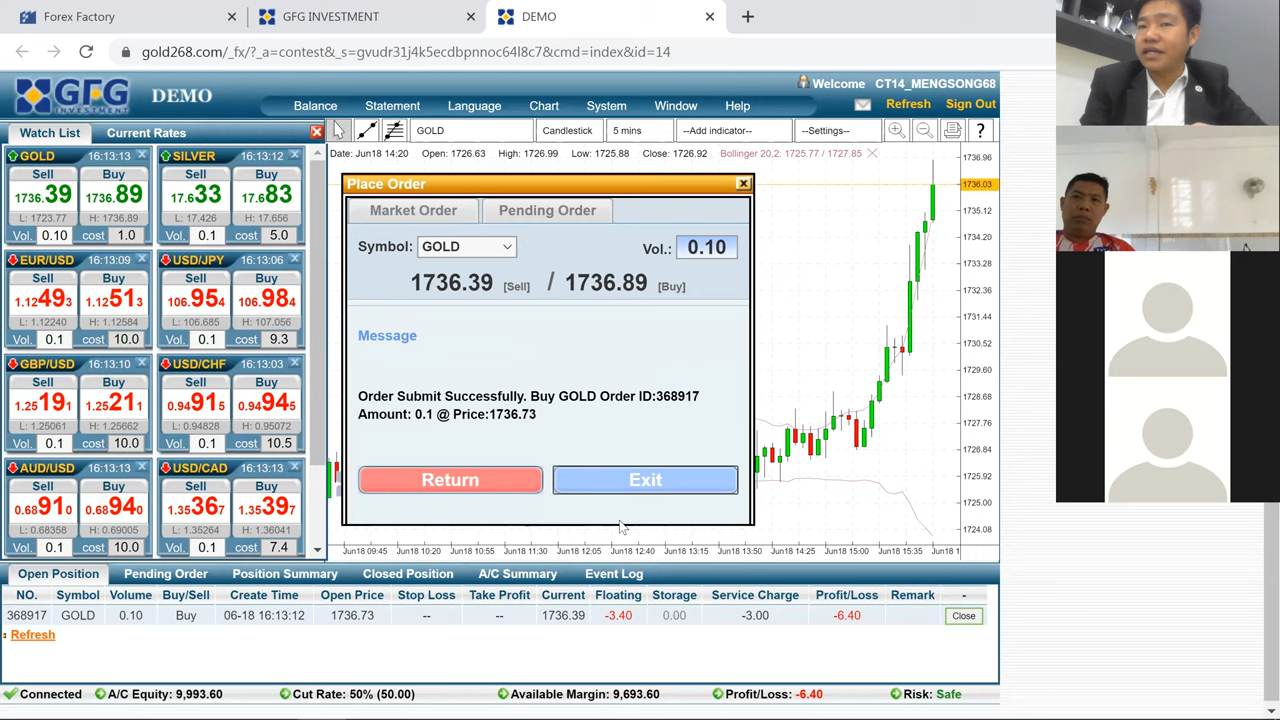 Forex Factory
GFG INVESTMENT
DEMO
gold268.com/_fx/?_a=contest&_s=gvudr31j4k5ecdbpnnoc64l8c7&cmd=index&id=14
GFG INVESTMENT DEMO
Welcome CT14_MENGSONG68
Balance Statement Language Chart System Window Help
Refresh Sign Out
Watch List Current Rates
GOLD Candlestick 5 mins --Add indicator-- --Settings-- ?
Date: Jun18 14:20 Open: 1726.63 High: 1726.99 Low: 1725.88 Close: 1726.92 Bollinger 20,2: 1725.77 / 1727.85
GOLD 16:13:13
Sell Buy
1736.39 1736.89
L: 1723.77 H: 1736.89
Vol. 0.10 cost 1.0
SILVER 16:13:12
Sell Buy
17.633 17.683
L: 17.426 H: 17.656
Vol. 0.1 cost 5.0
EUR/USD 16:13:09
Sell Buy
1.12493 1.12513
L: 1.12240 H: 1.12584
Vol. 0.1 cost 10.0
USD/JPY 16:13:06
Sell Buy
106.954 106.984
L: 106.685 H: 107.056
Vol. 0.1 cost 9.3
GBP/USD 16:13:10
Sell Buy
1.25191 1.25211
L: 1.25061 H: 1.25662
Vol. 0.1 cost 10.0
USD/CHF 16:13:03
Sell Buy
0.94915 0.94945
L: 0.94828 H: 0.95072
Vol. 0.1 cost 10.5
AUD/USD 16:13:13
Sell Buy
0.68910 0.68940
L: 0.68358 H: 0.69005
Vol. 0.1 cost 10.0
USD/CAD 16:13:13
Sell Buy
1.35367 1.35397
L: 1.35264 H: 1.36041
Vol. 0.1 cost 7.4
Place Order
Market Order Pending Order
Symbol: GOLD Vol.: 0.10
1736.39 [Sell] / 1736.89 [Buy]
Message
Order Submit Successfully. Buy GOLD Order ID:368917
Amount: 0.1 @ Price:1736.73
Return Exit
1736.96
1736.03
1735.12
1734.20
1733.28
1732.36
1731.44
1730.52
1729.60
1728.68
1727.76
1726.84
1725.92
1725.00
1724.08
Jun18 09:45 Jun18 10:20 Jun18 10:55 Jun18 11:30 Jun18 12:05 Jun18 12:40 Jun18 13:15 Jun18 13:50 Jun18 14:25 Jun18 15:00 Jun18 15:35 Jun18 1
Open Position Pending Order Position Summary Closed Position A/C Summary Event Log
NO. Symbol Volume Buy/Sell Create Time Open Price Stop Loss Take Profit Current Floating Storage Service Charge Profit/Loss Remark -
368917 GOLD 0.10 Buy 06-18 16:13:12 1736.73 -- -- 1736.39 -3.40 0.00 -3.00 -6.40 Close
Refresh
Connected A/C Equity: 9,993.60 Cut Rate: 50% (50.00) Available Margin: 9,693.60 Profit/Loss: -6.40 Risk: Safe